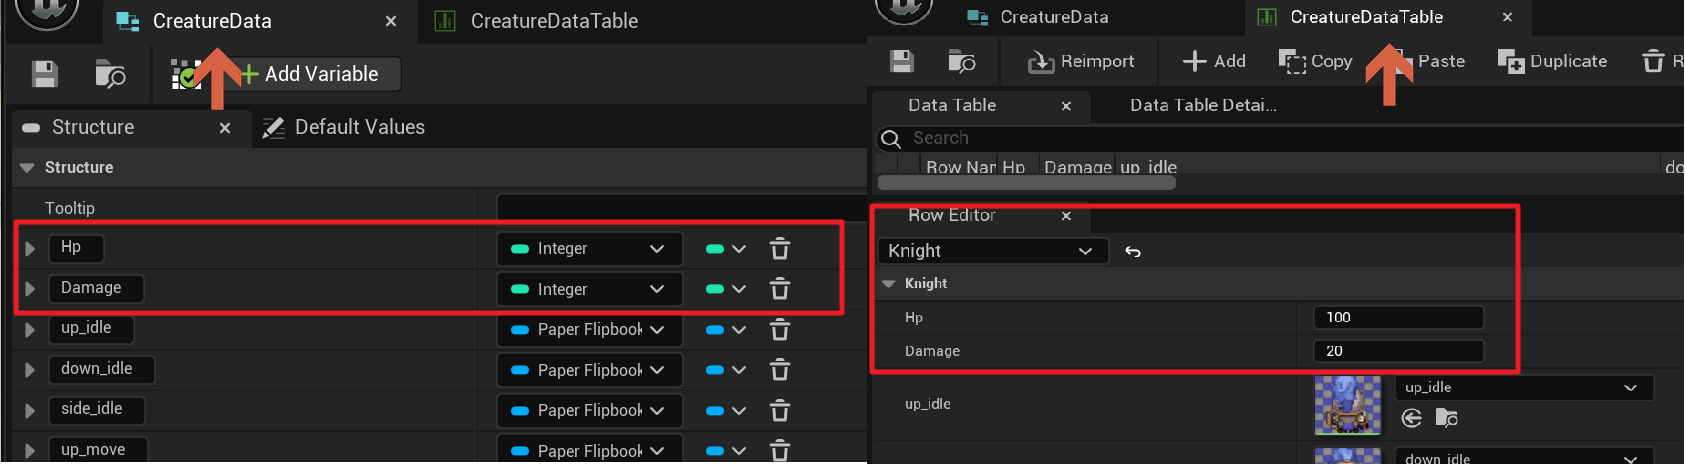 CreatureData
CreatureDataTable
Add Variable
Structure
Default Values
Structure
Tooltip
Hp
Integer
Damage
Integer
up_idle
Paper Flipbook
down_idle
Paper Flipbook
side_idle
Paper Flipbook
up_move
Paper Flipbook
CreatureData
CreatureDataTable
Reimport
Add
Copy
Paste
Duplicate
R
Data Table
Data Table Detai...
Search
Row Nar
Hp
Damage
up_idle
do
Row Editor
Knight
Knight
Hp
100
Damage
20
up_idle
up_idle
down_idle